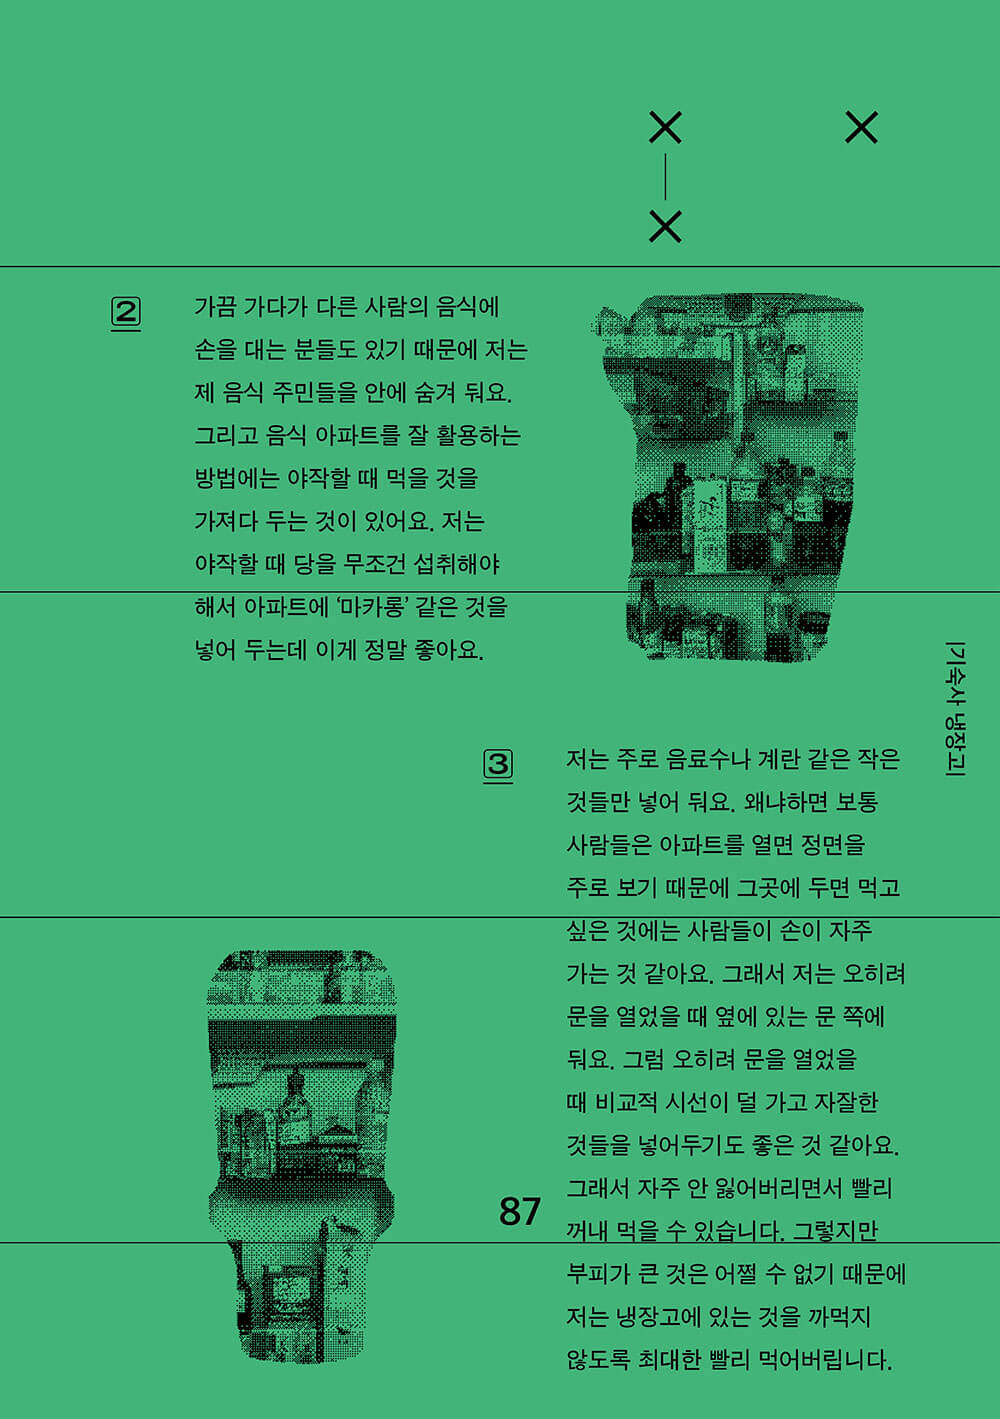 2
가끔 가다가 다른 사람의 음식에
손을 대는 분들도 있기 때문에 저는
제 음식 주민들을 안에 숨겨 둬요.
그리고 음식 아파트를 잘 활용하는
방법에는 야작할 때 먹을 것을
가져다 두는 것이 있어요. 저는
야작할 때 당을 무조건 섭취해야
해서 아파트에 ‘마카롱’ 같은 것을
넣어 두는데 이게 정말 좋아요.
|기숙사 냉장고|
3
저는 주로 음료수나 계란 같은 작은
것들만 넣어 둬요. 왜냐하면 보통
사람들은 아파트를 열면 정면을
주로 보기 때문에 그곳에 두면 먹고
싶은 것에는 사람들이 손이 자주
가는 것 같아요. 그래서 저는 오히려
문을 열었을 때 옆에 있는 문 쪽에
둬요. 그럼 오히려 문을 열었을
때 비교적 시선이 덜 가고 자잘한
것들을 넣어두기도 좋은 것 같아요.
그래서 자주 안 잃어버리면서 빨리
꺼내 먹을 수 있습니다. 그렇지만
부피가 큰 것은 어쩔 수 없기 때문에
저는 냉장고에 있는 것을 까먹지
않도록 최대한 빨리 먹어버립니다.
87